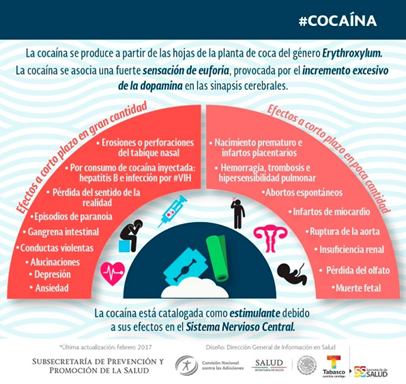 #COCAÍNA
La cocaína se produce a partir de las hojas de la planta de coca del género Erythroxylum.
La cocaína se asocia una fuerte sensación de euforia, provocada por el incremento excesivo
de la dopamina en las sinapsis cerebrales.
Efectos a corto plazo en gran cantidad
• Erosiones o perforaciones
del tabique nasal
• Por consumo de cocaína inyectada:
hepatitis B e infección por #VIH
• Pérdida del sentido de la
realidad
• Episodios de paranoia
• Gangrena intestinal
• Conductas violentas
• Alucinaciones
• Depresión
• Ansiedad
Efectos a corto plazo en poca cantidad
• Nacimiento prematuro e
infartos placentarios
• Hemorragia, trombosis e
hipersensibilidad pulmonar
• Abortos espontáneos
• Infartos de miocardio
• Ruptura de la aorta
• Insuficiencia renal
• Pérdida del olfato
• Muerte fetal
La cocaína está catalogada como estimulante debido
a sus efectos en el Sistema Nervioso Central.
*Última actualización: Febrero 2017
Diseño: Dirección General de Información en Salud
SUBSECRETARÍA DE PREVENCIÓN Y
PROMOCIÓN DE LA SALUD
Comisión Nacional
contra las Adicciones
SALUD
Tabasco
SALUD